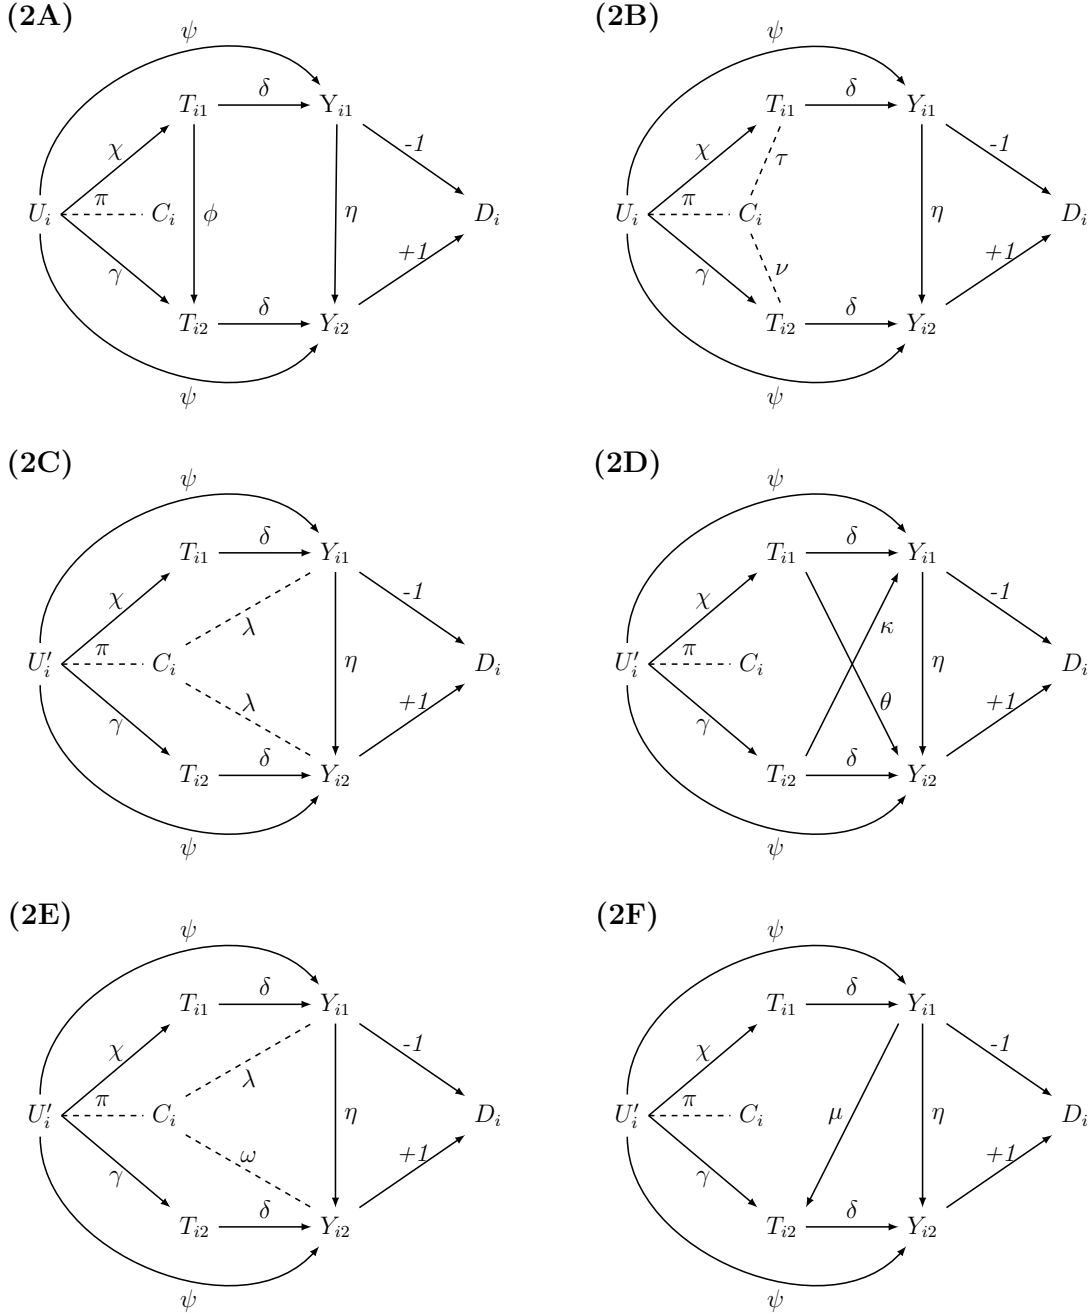 (2A) (2B)
ψ ψ
T_{i1} δ Y_{i1} T_{i1} δ Y_{i1}
χ -1 χ τ -1
U_i π C_i ϕ η D_i U_i π C_i η D_i
γ +1 γ ν +1
T_{i2} δ Y_{i2} T_{i2} δ Y_{i2}
ψ ψ
(2C) (2D)
ψ ψ
T_{i1} δ Y_{i1} T_{i1} δ Y_{i1}
χ λ -1 χ κ -1
U′_i π C_i η D_i U′_i π C_i η D_i
γ λ +1 γ θ +1
T_{i2} δ Y_{i2} T_{i2} δ Y_{i2}
ψ ψ
(2E) (2F)
ψ ψ
T_{i1} δ Y_{i1} T_{i1} δ Y_{i1}
χ λ -1 χ -1
U′_i π C_i η D_i U′_i π C_i μ η D_i
γ ω +1 γ +1
T_{i2} δ Y_{i2} T_{i2} δ Y_{i2}
ψ ψ